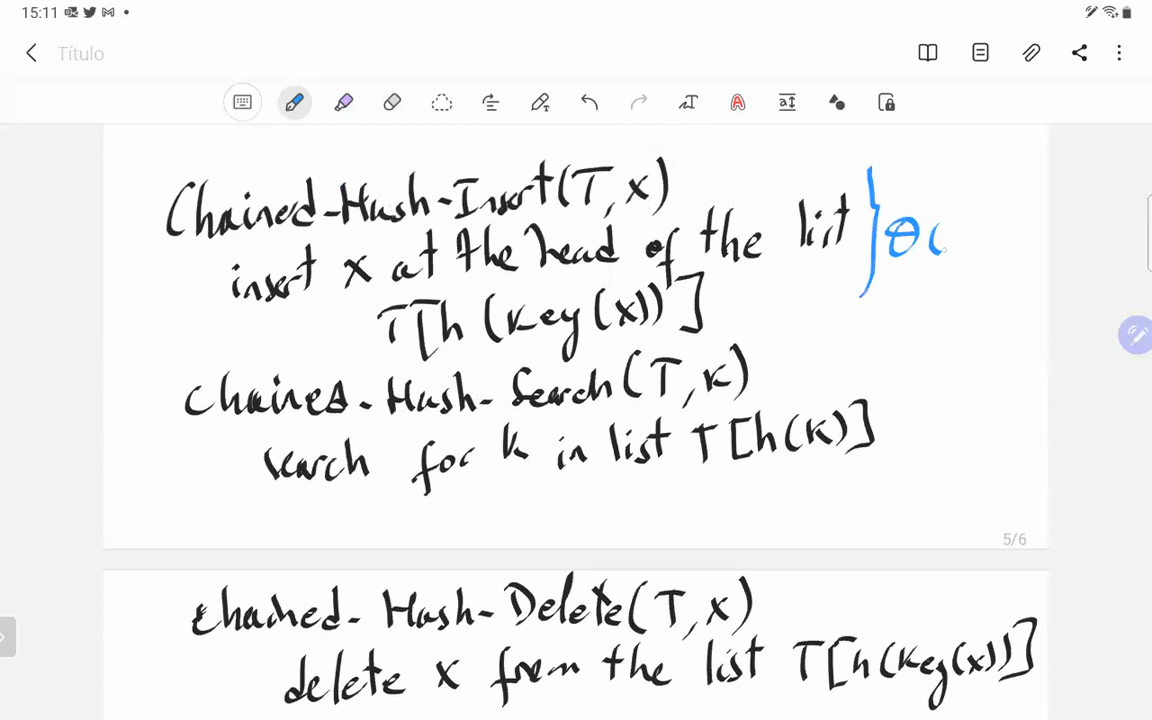 15:11
Título
Chained-Hash-Insert(T, x)
insert x at the head of the list } Θ(
T[h (Key(x))]
Chained-Hash-Search(T, k)
search for k in list T[h(k)]
5/6
Chained-Hash-Delete(T, x)
delete x from the list T[h(Key(x))]